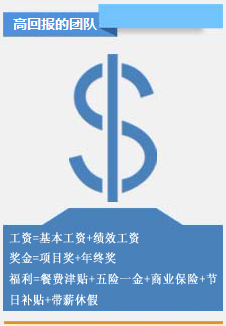 高回报的团队
工资=基本工资+绩效工资
奖金=项目奖+年终奖
福利=餐费津贴+五险一金+商业保险+节
日补贴+带薪休假